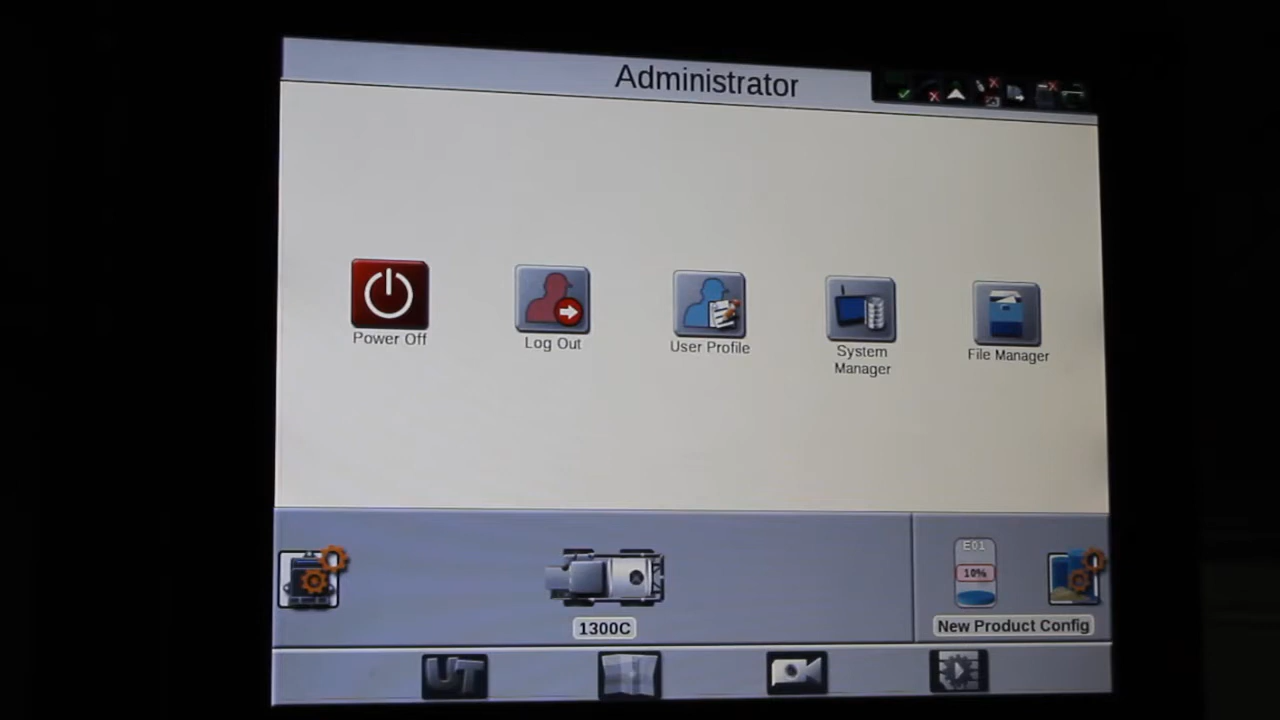 Administrator
Power Off
Log Out
User Profile
System
Manager
File Manager
E01
10%
1300C
New Product Config
UT